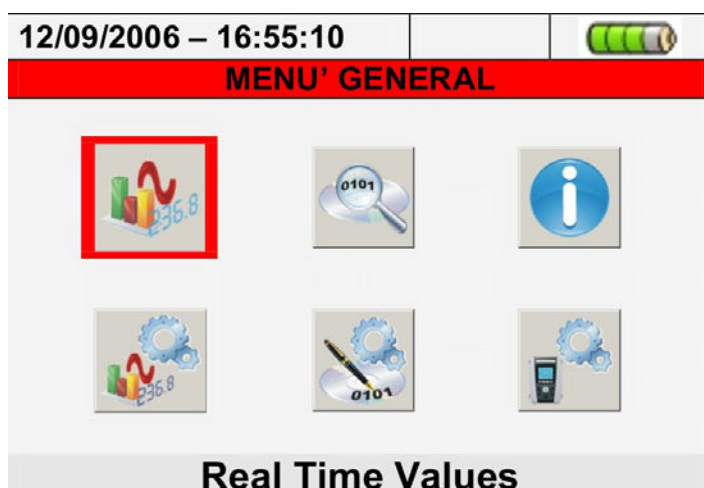 12/09/2006 – 16:55:10
MENU' GENERAL
236.8
0101
236.8
0101
Real Time Values